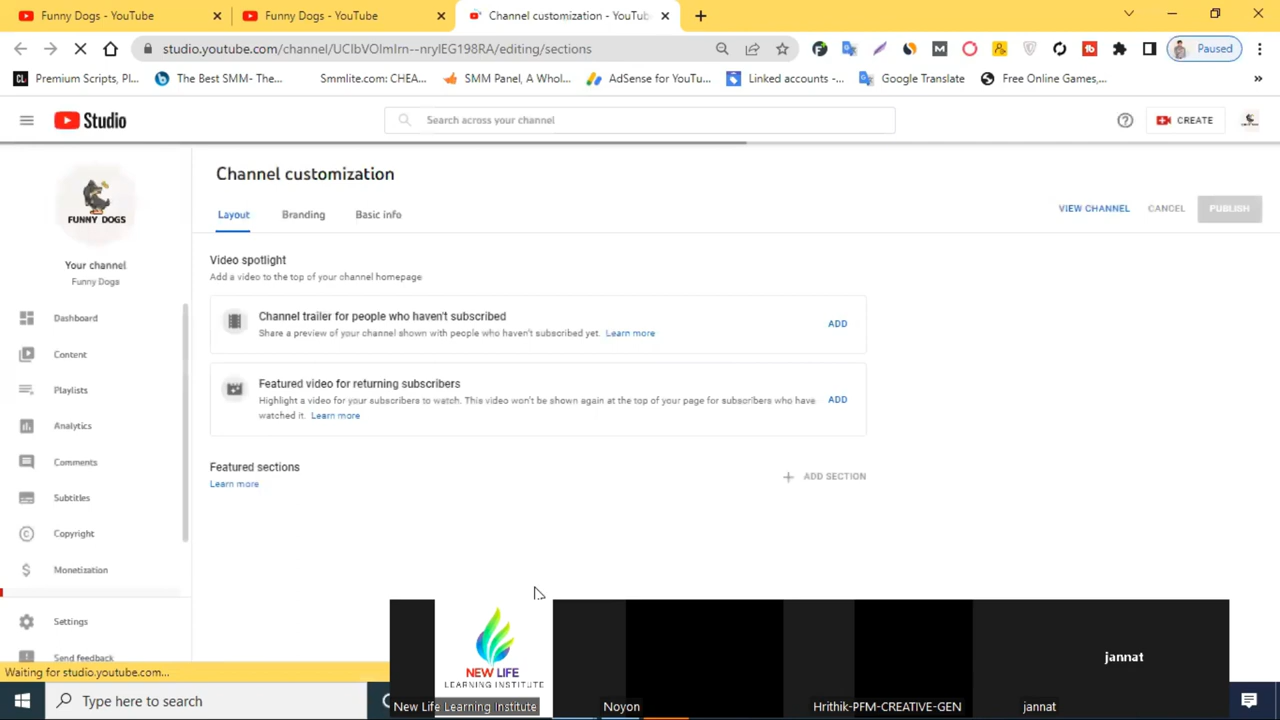 Funny Dogs - YouTube
Funny Dogs - YouTube
Channel customization - YouTub
studio.youtube.com/channel/UCIbVOImIrn--nrylEG198RA/editing/sections
Paused
Premium Scripts, Pl...
The Best SMM- The...
Smmlite.com: CHEA...
SMM Panel, A Whol...
AdSense for YouTu...
Linked accounts -...
Google Translate
Free Online Games,...
Studio
Search across your channel
CREATE
FUNNY DOGS
Your channel
Funny Dogs
Dashboard
Content
Playlists
Analytics
Comments
Subtitles
Copyright
Monetization
Settings
Send feedback
Channel customization
Layout
Branding
Basic info
VIEW CHANNEL
CANCEL
PUBLISH
Video spotlight
Add a video to the top of your channel homepage
Channel trailer for people who haven't subscribed
Share a preview of your channel shown with people who haven't subscribed yet. Learn more
ADD
Featured video for returning subscribers
Highlight a video for your subscribers to watch. This video won't be shown again at the top of your page for subscribers who have
watched it. Learn more
ADD
Featured sections
Learn more
ADD SECTION
Waiting for studio.youtube.com...
NEW LIFE
LEARNING INSTITUTE
New Life Learning Institute
Noyon
Hrithik-PFM-CREATIVE-GEN
jannat
jannat
Type here to search